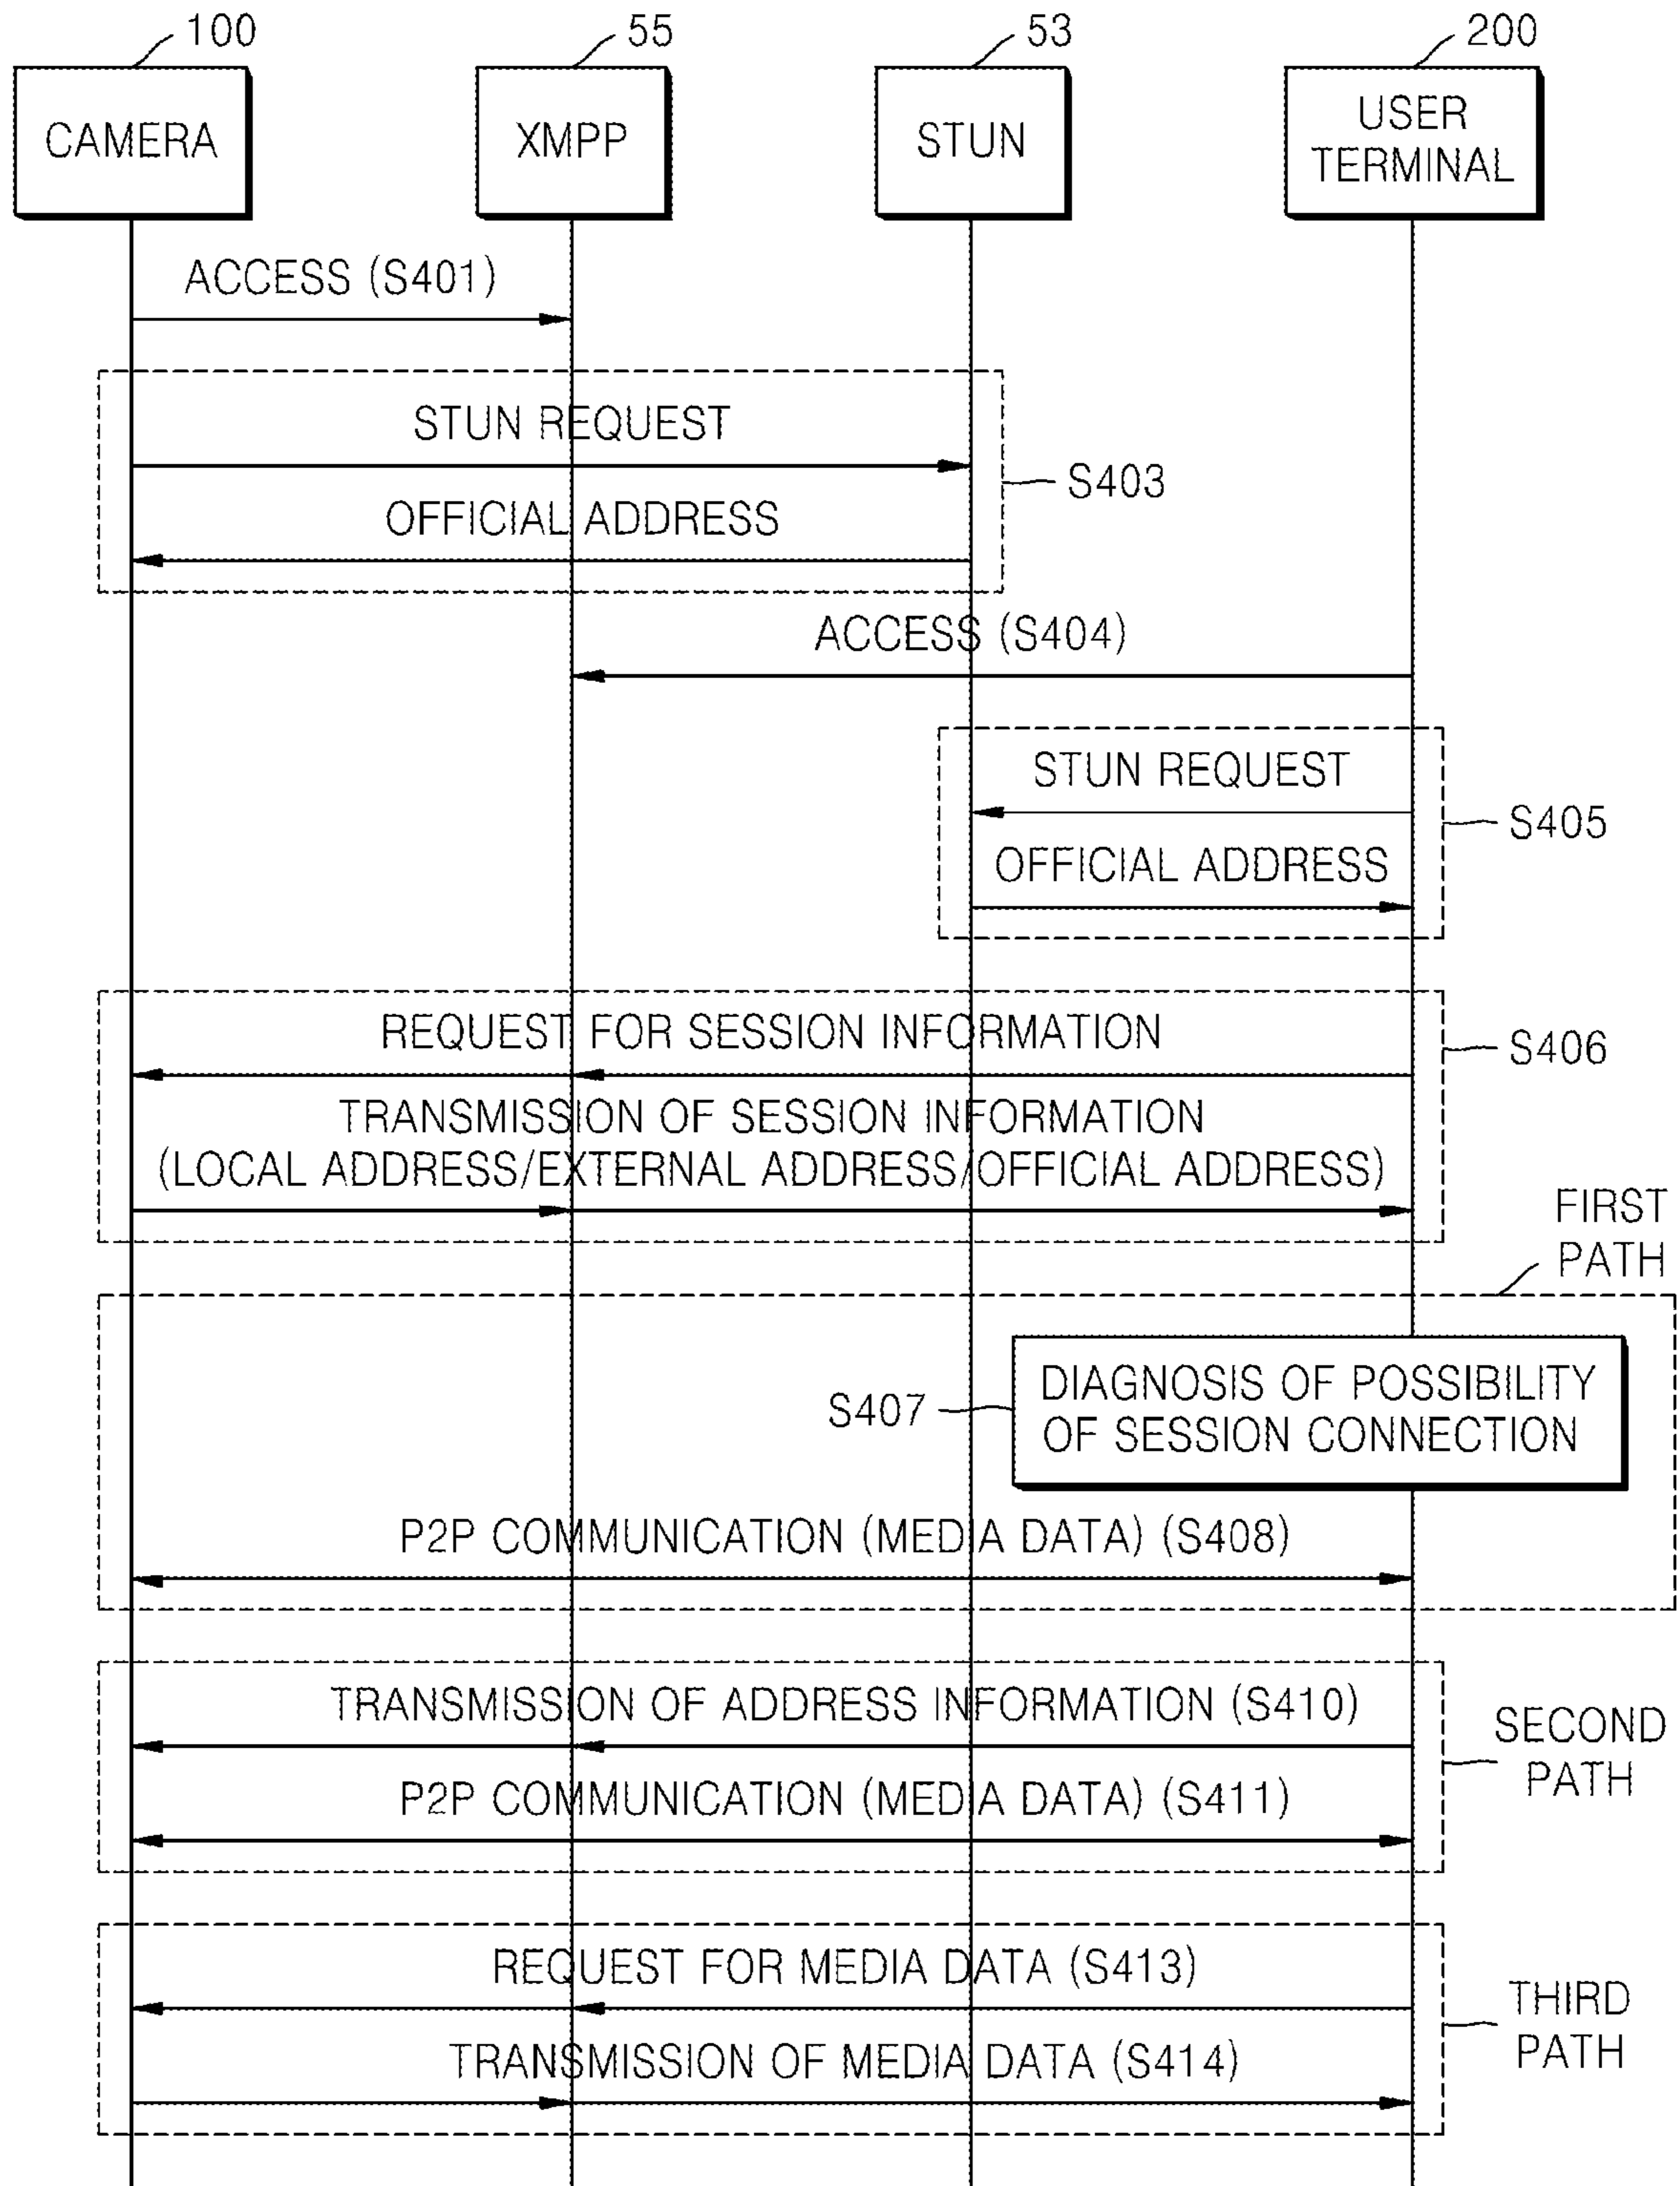 100
55
53
200
CAMERA
XMPP
STUN
USER
TERMINAL
ACCESS (S401)
STUN REQUEST
S403
OFFICIAL ADDRESS
ACCESS (S404)
STUN REQUEST
S405
OFFICIAL ADDRESS
REQUEST FOR SESSION INFORMATION
S406
TRANSMISSION OF SESSION INFORMATION
(LOCAL ADDRESS/EXTERNAL ADDRESS/OFFICIAL ADDRESS)
FIRST
PATH
DIAGNOSIS OF POSSIBILITY
OF SESSION CONNECTION
S407
P2P COMMUNICATION (MEDIA DATA) (S408)
TRANSMISSION OF ADDRESS INFORMATION (S410)
SECOND
PATH
P2P COMMUNICATION (MEDIA DATA) (S411)
REQUEST FOR MEDIA DATA (S413)
THIRD
PATH
TRANSMISSION OF MEDIA DATA (S414)